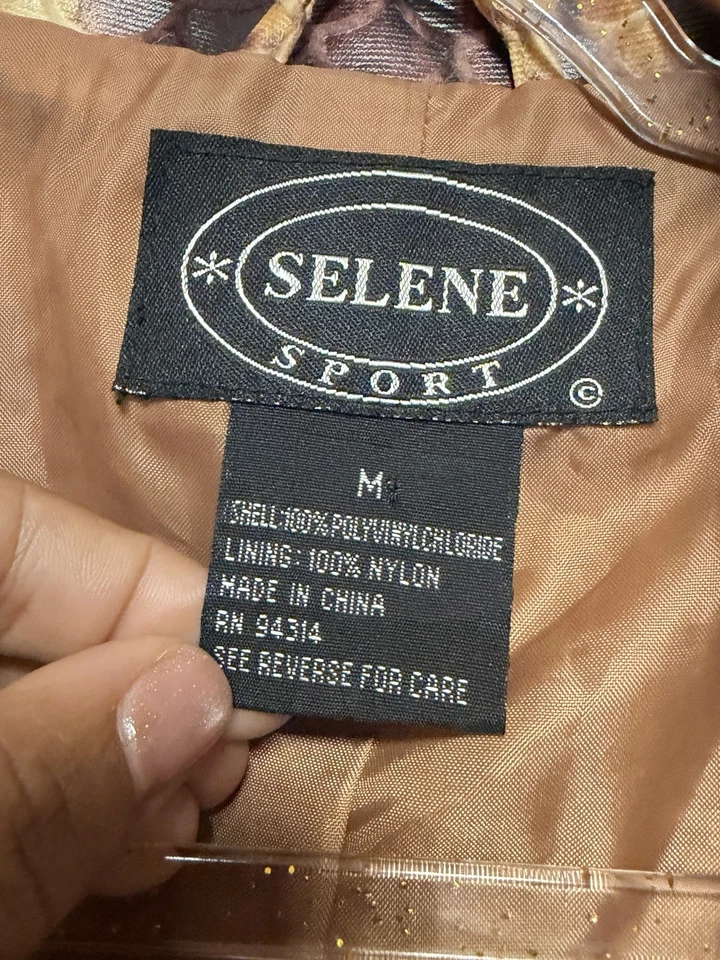 * SELENE *
SPORT
©
M
SHELL:100% POLYVINYLCHLORIDE
LINING: 100% NYLON
MADE IN CHINA
RN 94314
SEE REVERSE FOR CARE